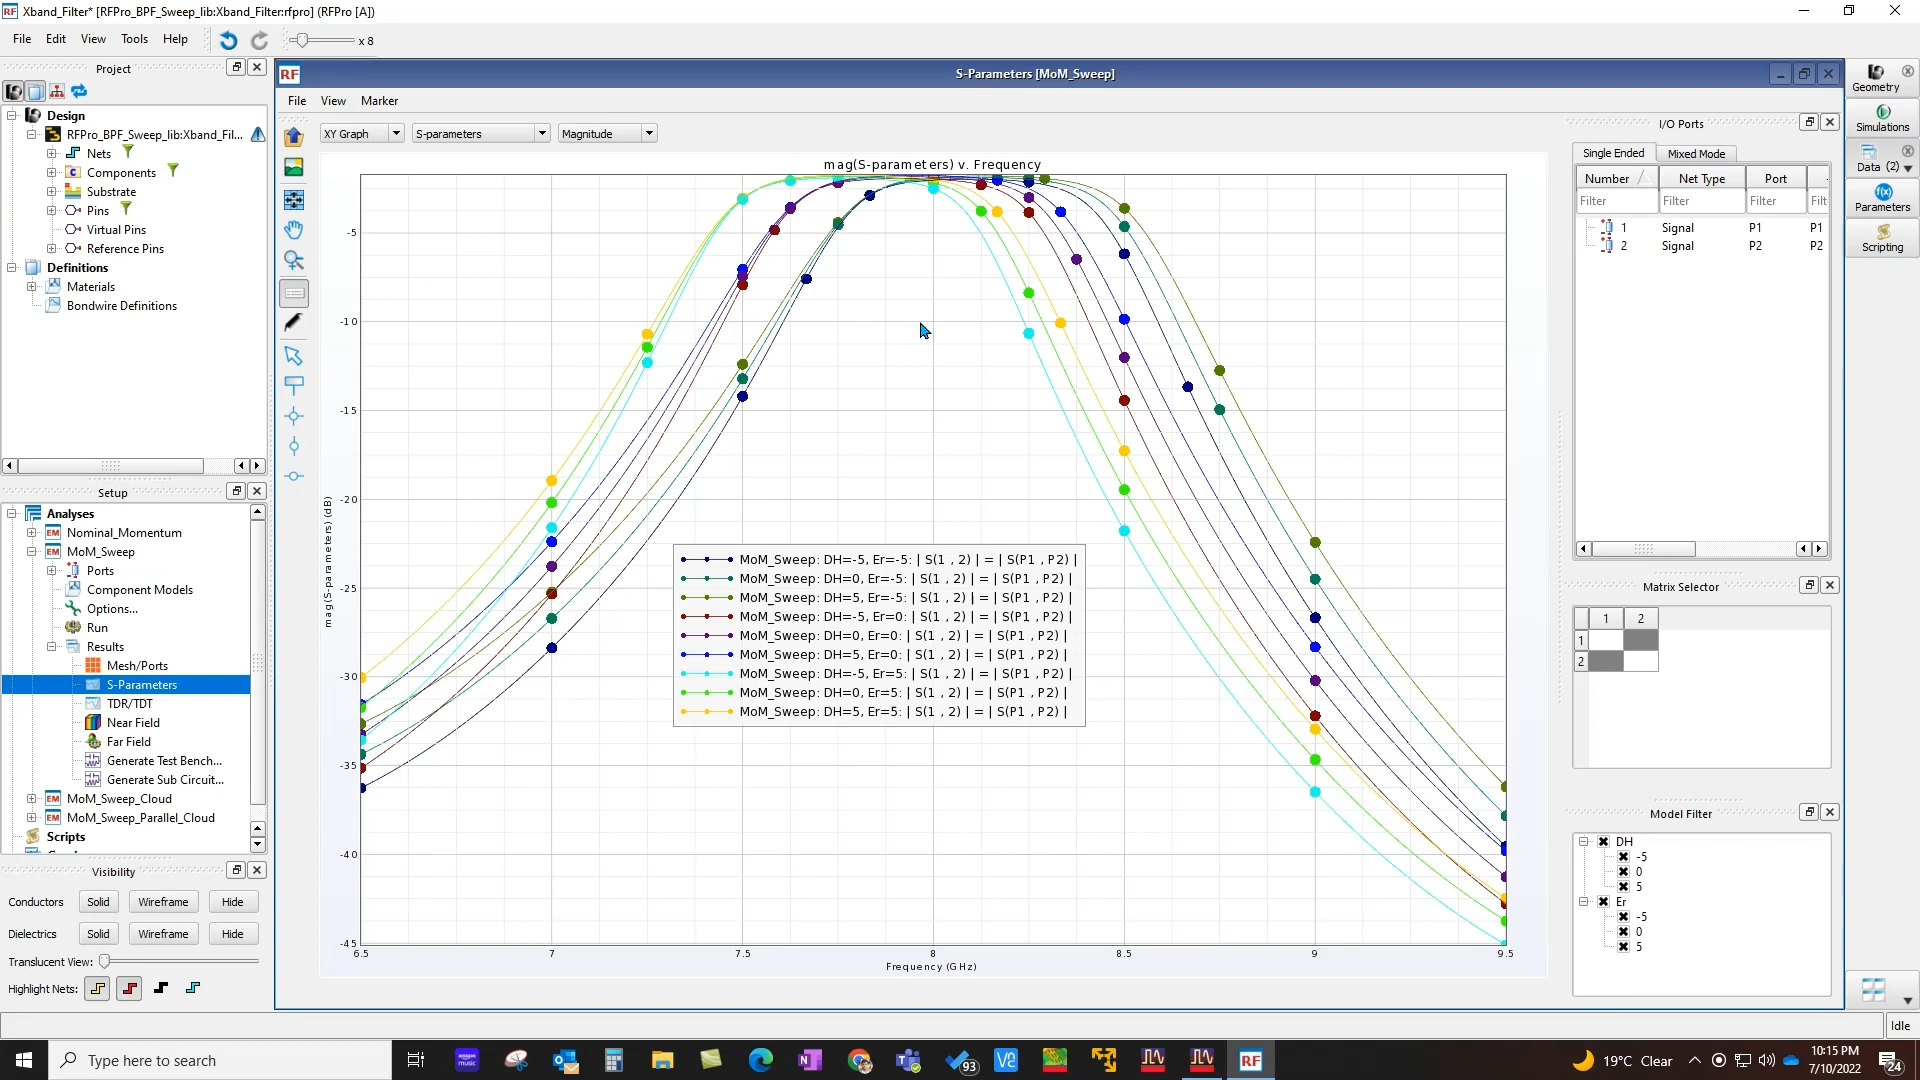 Xband_Filter* [RFPro_BPF_Sweep_lib:Xband_Filter:rfpro] (RFPro [A])
File Edit View Tools Help
x 8
Project
Design
RFPro_BPF_Sweep_lib:Xband_Fil...
Nets
Components
Substrate
Pins
Virtual Pins
Reference Pins
Definitions
Materials
Bondwire Definitions
Setup
Analyses
Nominal_Momentum
MoM_Sweep
Ports
Component Models
Options...
Run
Results
Mesh/Ports
S-Parameters
TDR/TDT
Near Field
Far Field
Generate Test Bench...
Generate Sub Circuit...
MoM_Sweep_Cloud
MoM_Sweep_Parallel_Cloud
Scripts
Visibility
Conductors Solid Wireframe Hide
Dielectrics Solid Wireframe Hide
Translucent View:
Highlight Nets:
S-Parameters [MoM_Sweep]
File View Marker
XY Graph S-parameters Magnitude
mag(S-parameters) v. Frequency
mag(S-parameters) (dB)
-5
-10
-15
-20
-25
-30
-35
-40
-45
6.5 7 7.5 8 8.5 9 9.5
Frequency (GHz)
MoM_Sweep: DH=-5, Er=-5: | S(1 , 2) | = | S(P1 , P2) |
MoM_Sweep: DH=0, Er=-5: | S(1 , 2) | = | S(P1 , P2) |
MoM_Sweep: DH=5, Er=-5: | S(1 , 2) | = | S(P1 , P2) |
MoM_Sweep: DH=-5, Er=0: | S(1 , 2) | = | S(P1 , P2) |
MoM_Sweep: DH=0, Er=0: | S(1 , 2) | = | S(P1 , P2) |
MoM_Sweep: DH=5, Er=0: | S(1 , 2) | = | S(P1 , P2) |
MoM_Sweep: DH=-5, Er=5: | S(1 , 2) | = | S(P1 , P2) |
MoM_Sweep: DH=0, Er=5: | S(1 , 2) | = | S(P1 , P2) |
MoM_Sweep: DH=5, Er=5: | S(1 , 2) | = | S(P1 , P2) |
I/O Ports
Single Ended Mixed Mode
Number Net Type Port
Filter Filter Filter Filt
1 Signal P1 P1
2 Signal P2 P2
Matrix Selector
1 2
1
2
Model Filter
DH
-5
0
5
Er
-5
0
5
Geometry
Simulations
Data (2)
Parameters
Scripting
Idle
Type here to search
93
19°C Clear
10:15 PM
7/10/2022
24